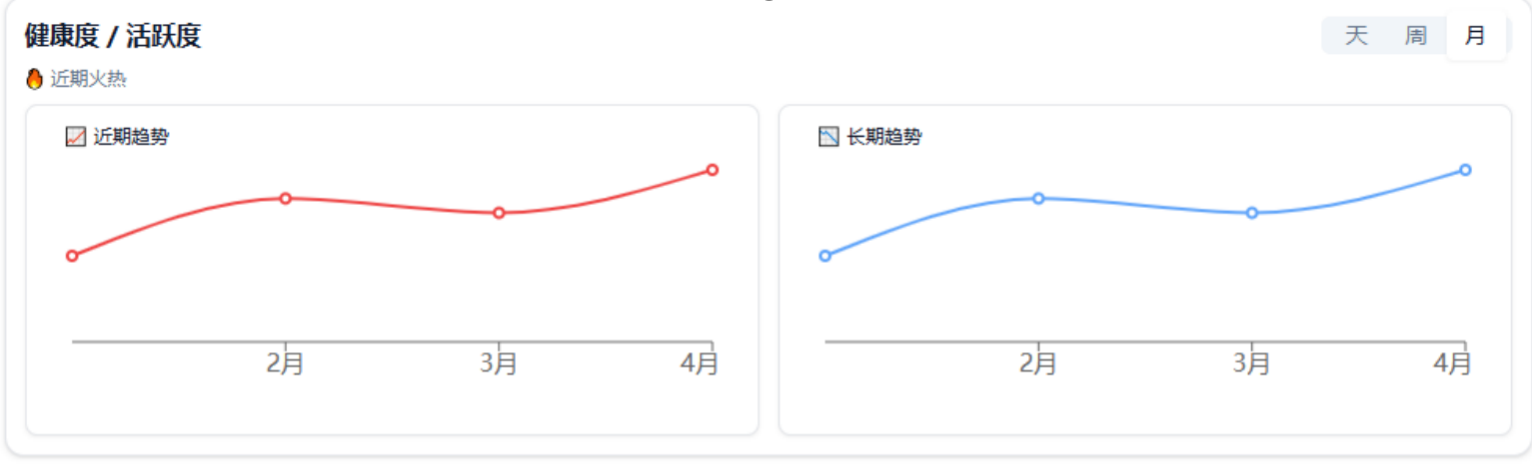 健康度 / 活跃度
天 周 月
🔥 近期火热
📈 近期趋势
2月 3月 4月
📉 长期趋势
2月 3月 4月